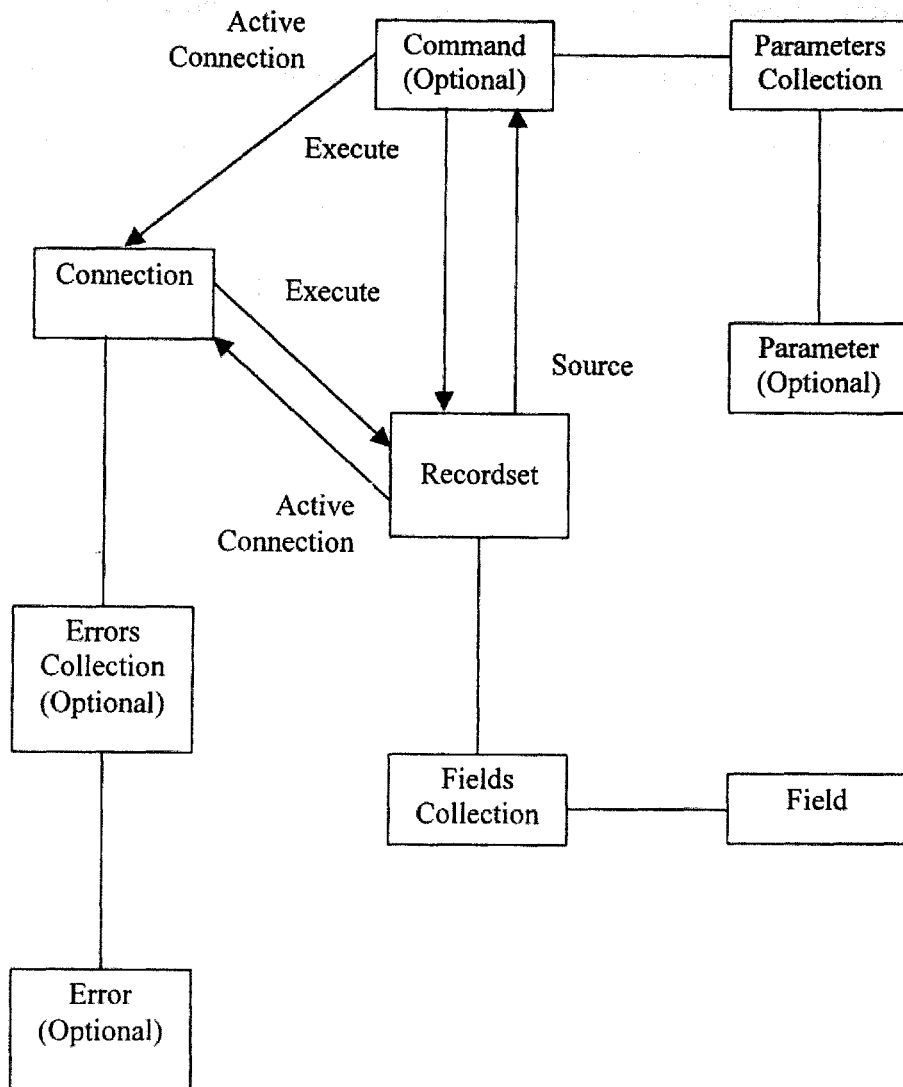 Active
Connection
Command
(Optional)
Parameters
Collection
Execute
Connection
Execute
Source
Parameter
(Optional)
Recordset
Active
Connection
Errors
Collection
(Optional)
Fields
Collection
Field
Error
(Optional)